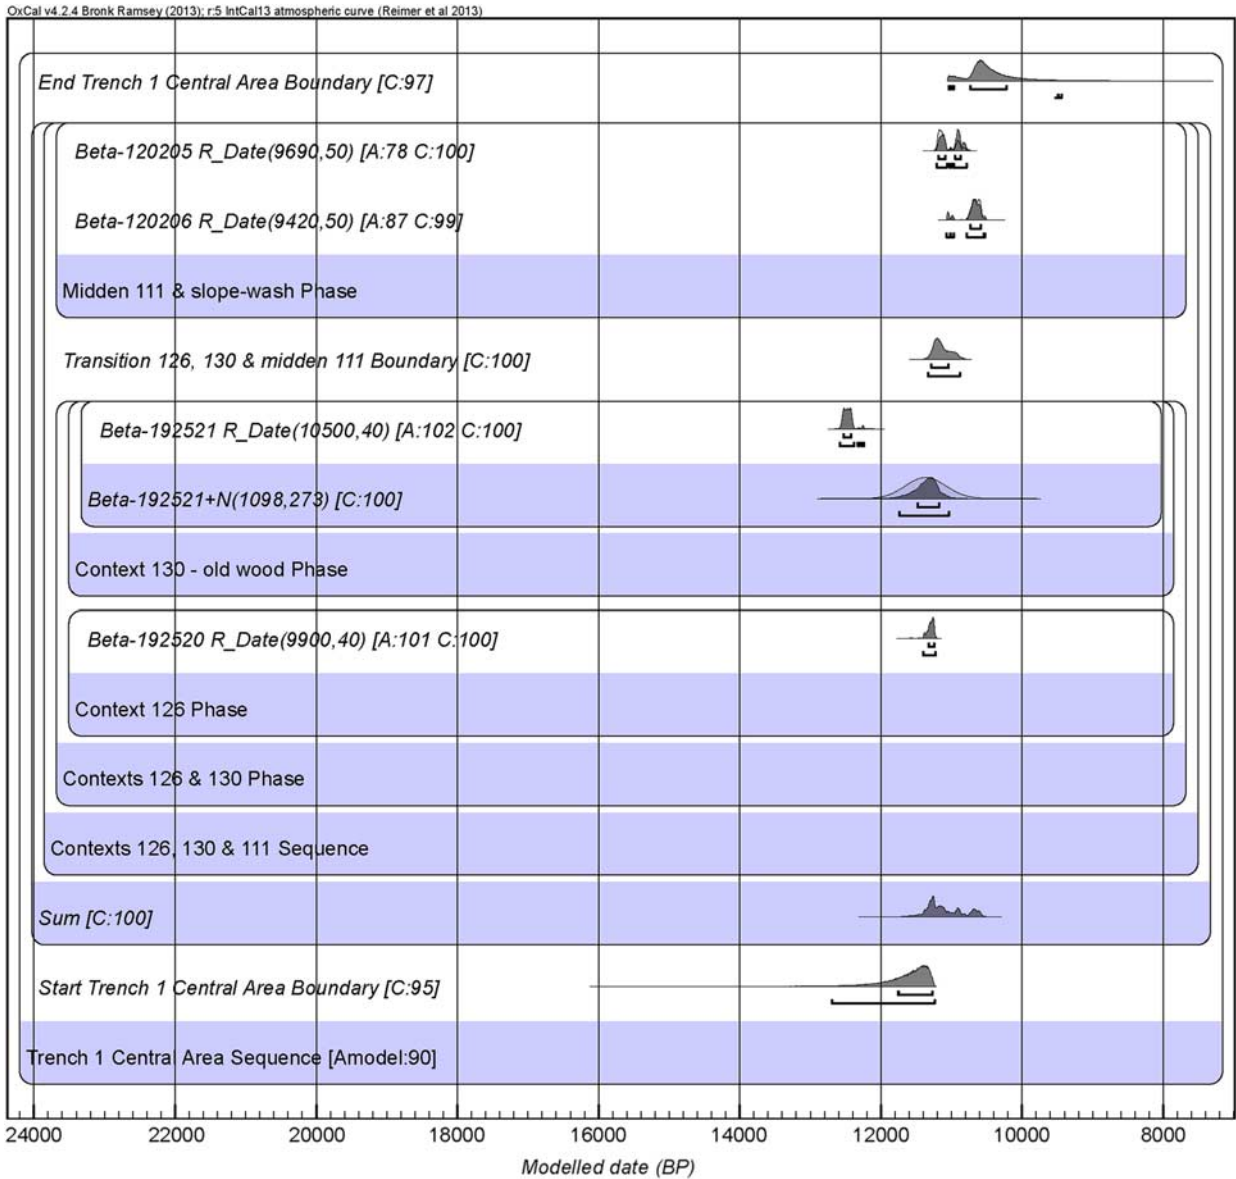 OxCal v4.2.4 Bronk Ramsey (2013); r:5 IntCal13 atmospheric curve (Reimer et al 2013)
End Trench 1 Central Area Boundary [C:97]
Beta-120205 R_Date(9690,50) [A:78 C:100]
Beta-120206 R_Date(9420,50) [A:87 C:99]
Midden 111 & slope-wash Phase
Transition 126, 130 & midden 111 Boundary [C:100]
Beta-192521 R_Date(10500,40) [A:102 C:100]
Beta-192521+N(1098,273) [C:100]
Context 130 - old wood Phase
Beta-192520 R_Date(9900,40) [A:101 C:100]
Context 126 Phase
Contexts 126 & 130 Phase
Contexts 126, 130 & 111 Sequence
Sum [C:100]
Start Trench 1 Central Area Boundary [C:95]
Trench 1 Central Area Sequence [Amodel:90]
24000 22000 20000 18000 16000 14000 12000 10000 8000
Modelled date (BP)